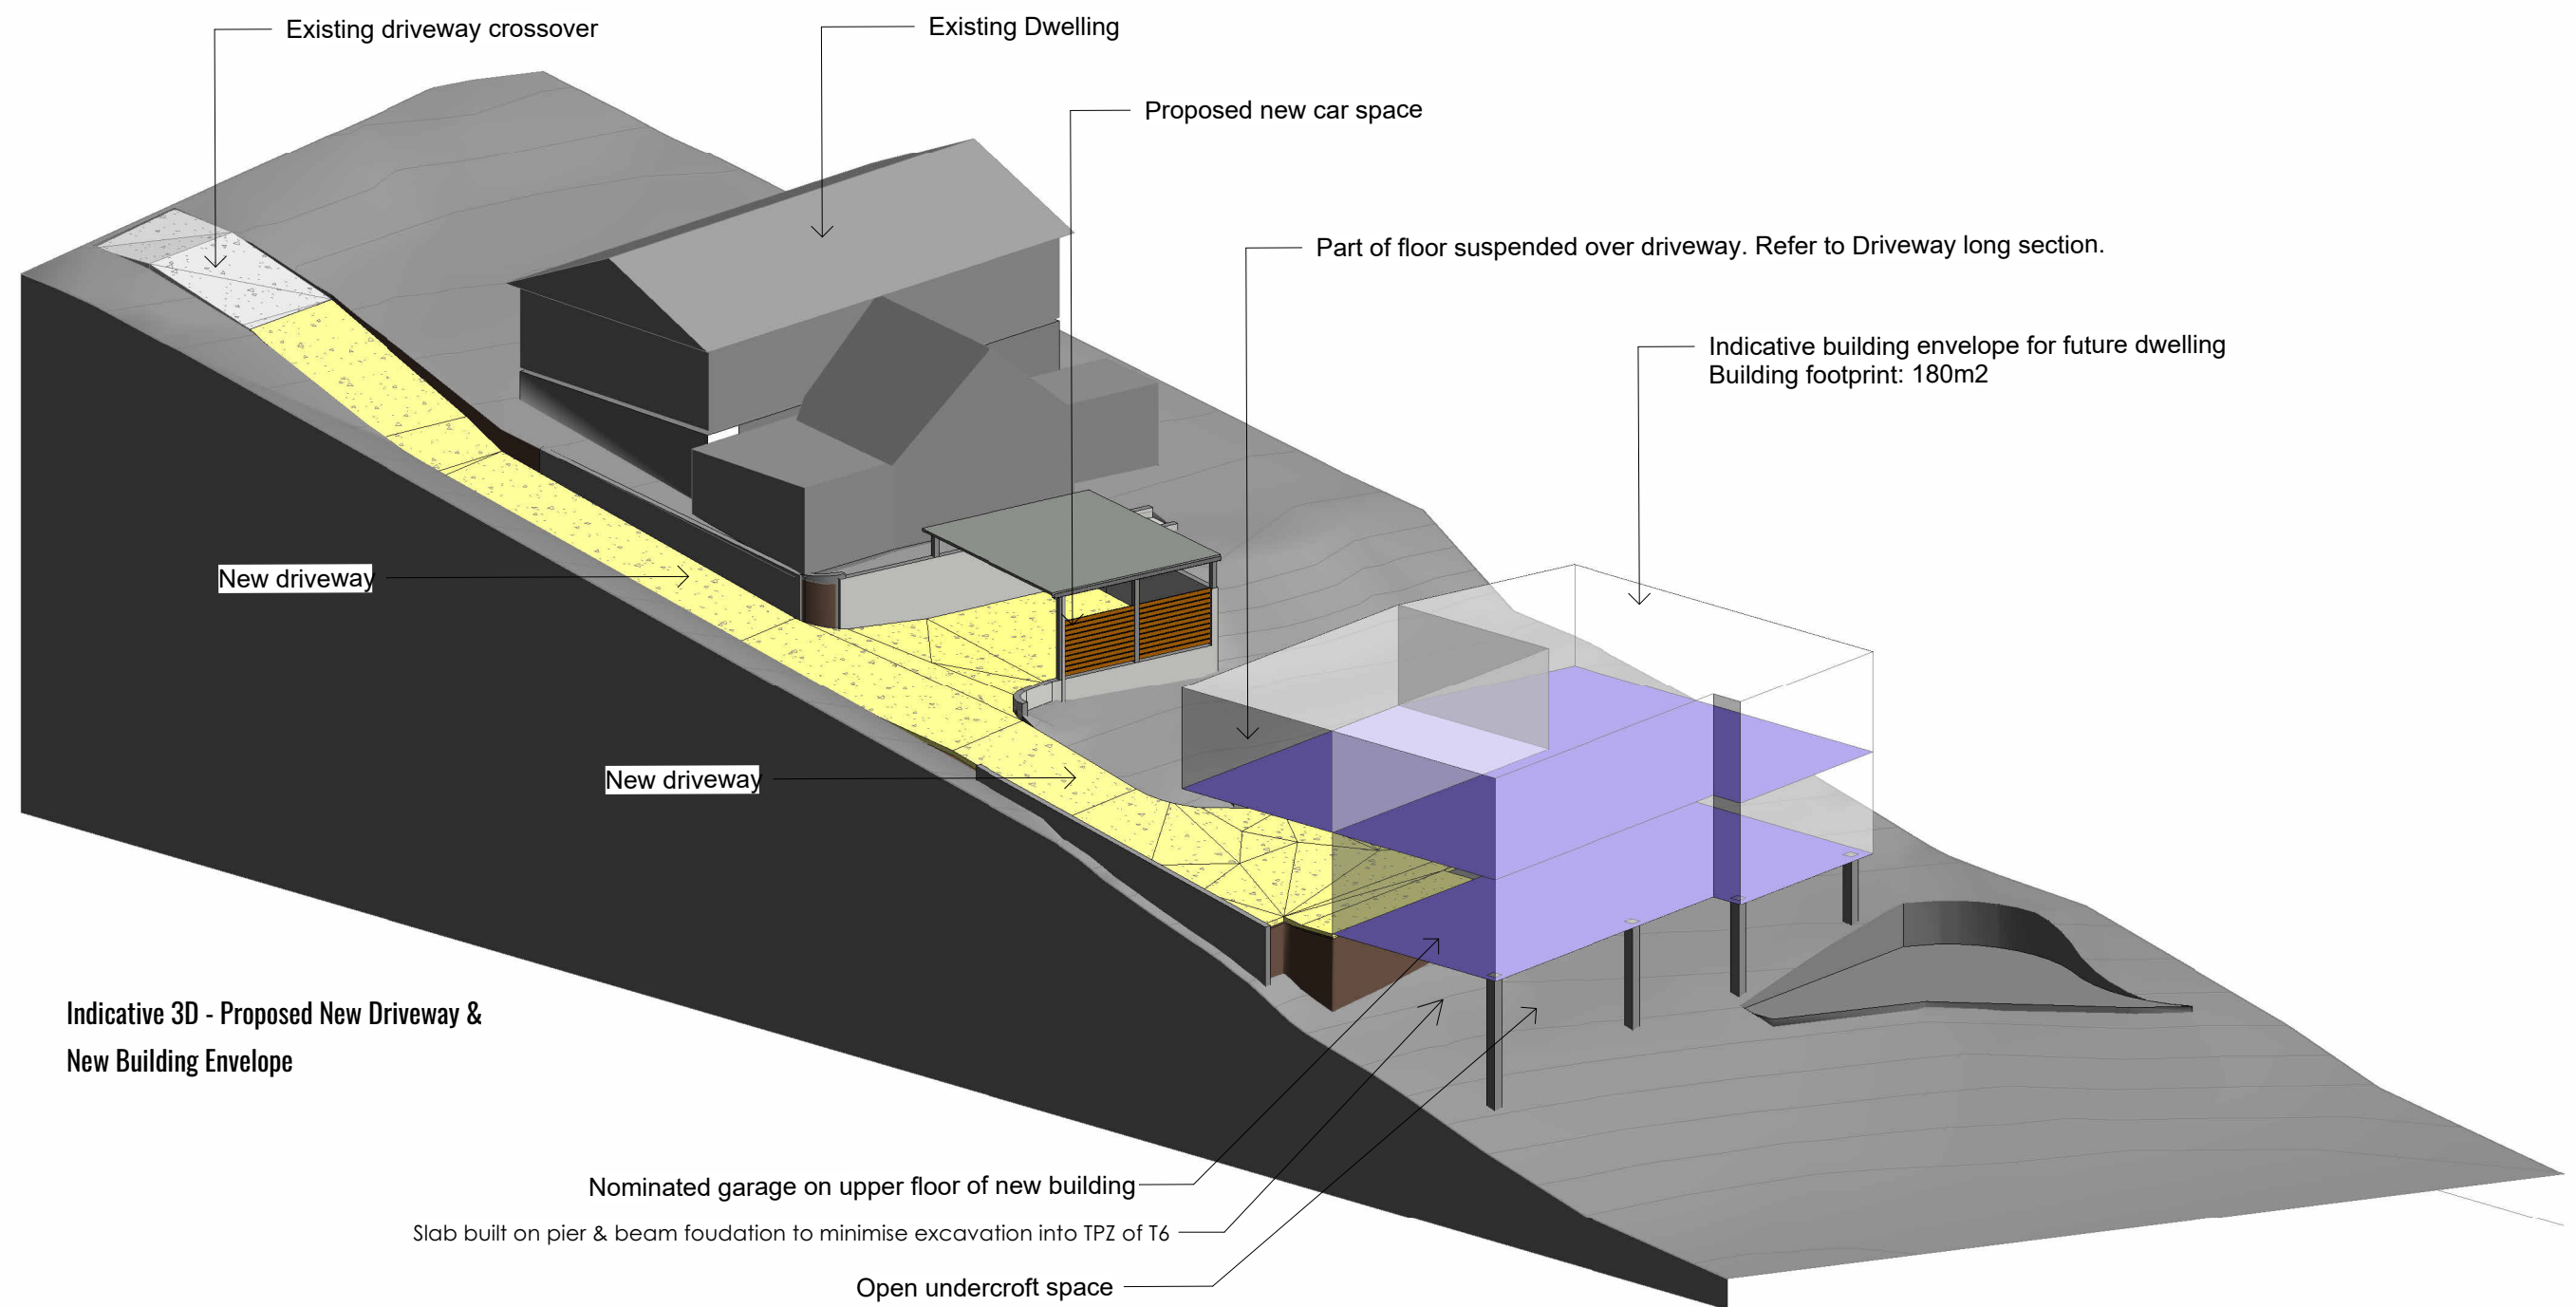 Existing driveway crossover
Existing Dwelling
Proposed new car space
Part of floor suspended over driveway. Refer to Driveway long section.
Indicative building envelope for future dwelling
Building footprint: 180m2
New driveway
New driveway
Indicative 3D - Proposed New Driveway &
New Building Envelope
Nominated garage on upper floor of new building
Slab built on pier & beam foudation to minimise excavation into TPZ of T6
Open undercroft space